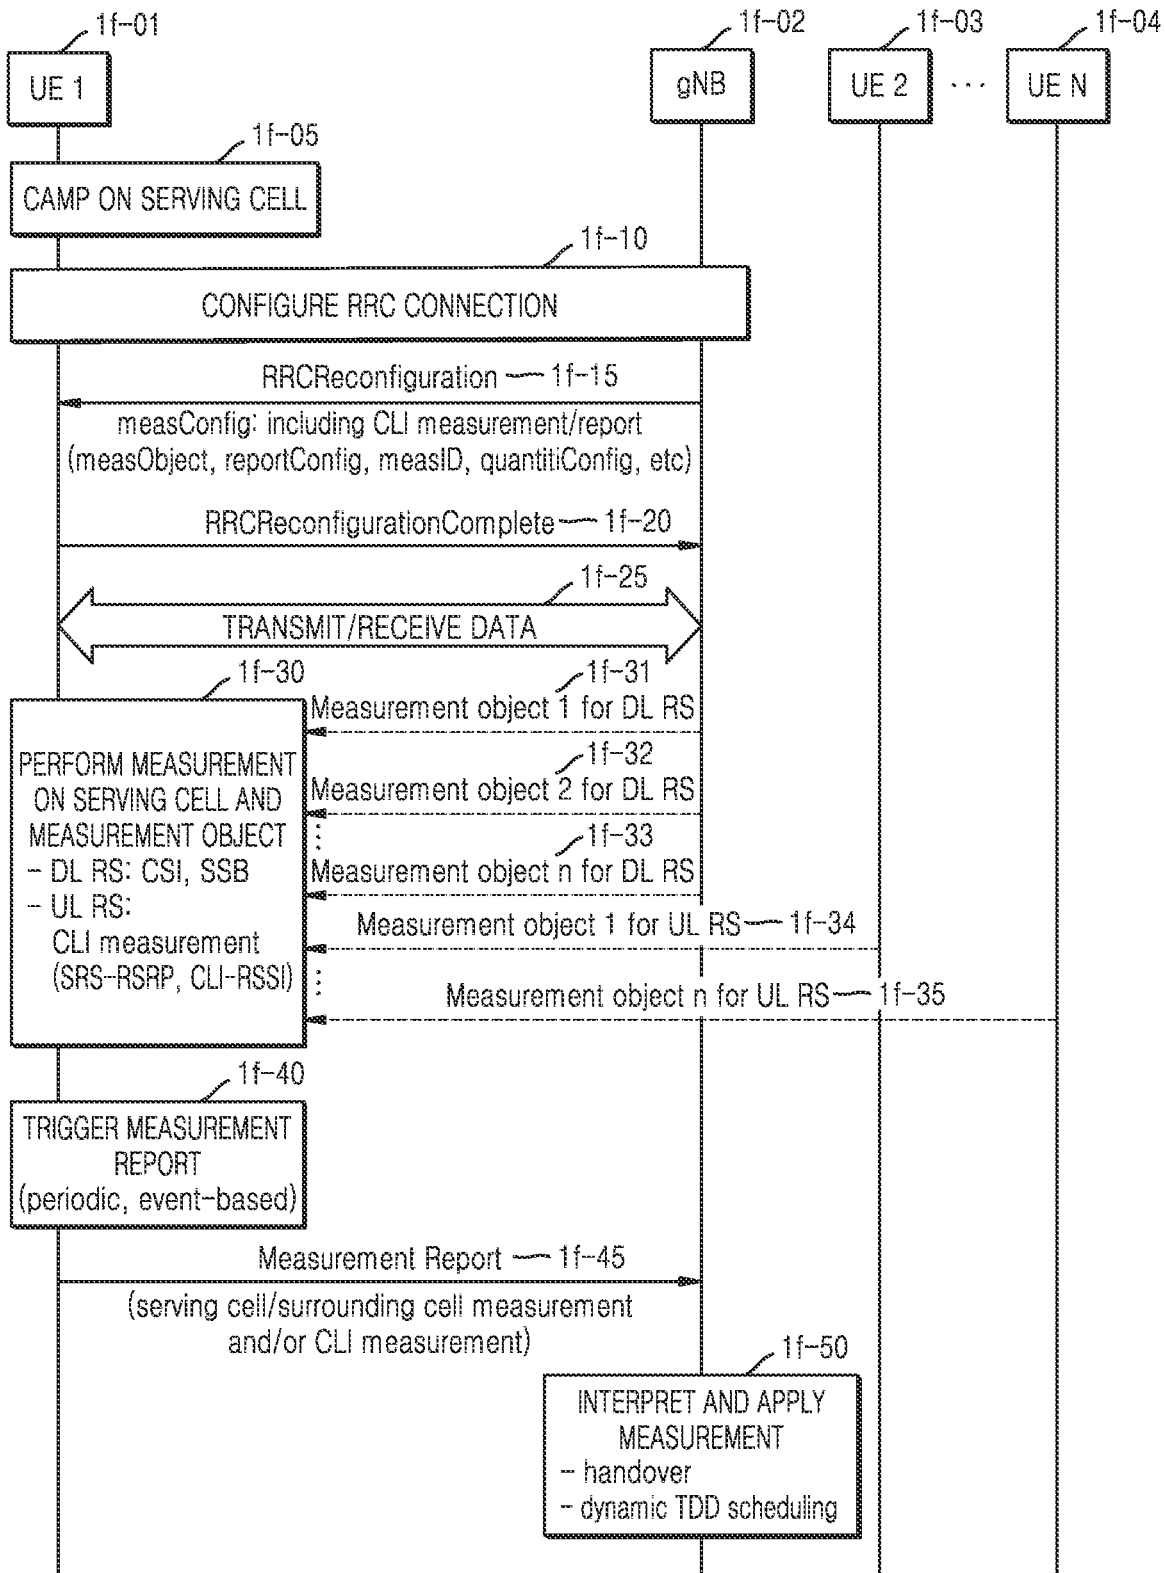 1f-01
1f-02
1f-03
1f-04
UE 1
gNB
UE 2
...
UE N
1f-05
CAMP ON SERVING CELL
1f-10
CONFIGURE RRC CONNECTION
RRCReconfiguration 1f-15
measConfig: including CLI measurement/report
(measObject, reportConfig, measID, quantitiConfig, etc)
RRCReconfigurationComplete 1f-20
1f-25
TRANSMIT/RECEIVE DATA
1f-30
PERFORM MEASUREMENT
ON SERVING CELL AND
MEASUREMENT OBJECT
- DL RS: CSI, SSB
- UL RS:
CLI measurement
(SRS-RSRP, CLI-RSSI)
1f-31
Measurement object 1 for DL RS
1f-32
Measurement object 2 for DL RS
1f-33
Measurement object n for DL RS
Measurement object 1 for UL RS 1f-34
Measurement object n for UL RS 1f-35
1f-40
TRIGGER MEASUREMENT
REPORT
(periodic, event-based)
Measurement Report 1f-45
(serving cell/surrounding cell measurement
and/or CLI measurement)
1f-50
INTERPRET AND APPLY
MEASUREMENT
- handover
- dynamic TDD scheduling